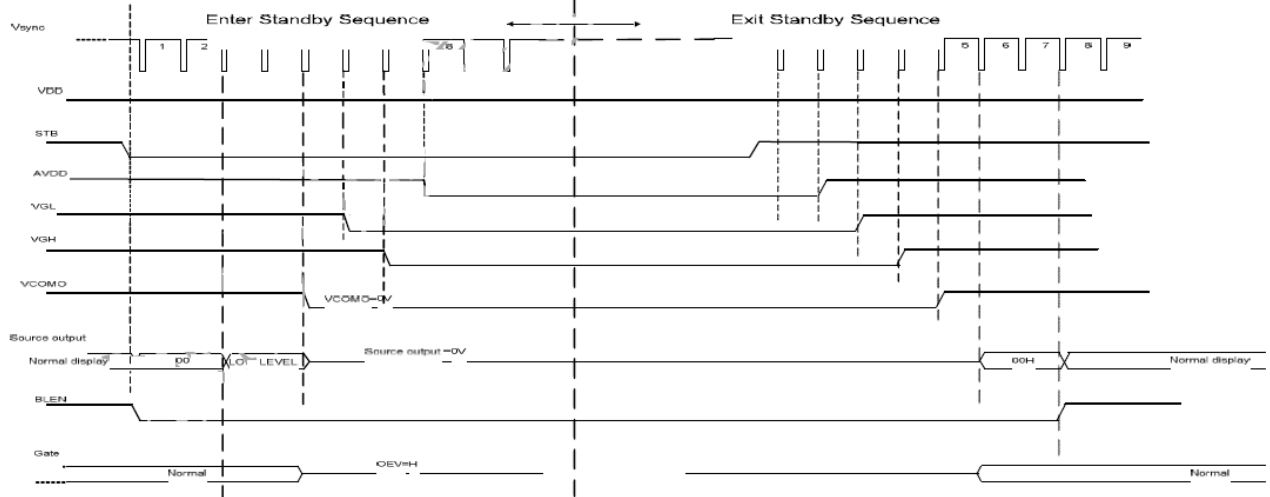 Enter Standby Sequence
Exit Standby Sequence
Vsync
1 2 8 5 6 7 8 9
VDD
STB
AVDD
VGL
VGH
VCOMO
VCOMO=0V
Source output
Normal display
00
LEVEL
Source output =0V
00H
Normal display
BLEN
Gate
Normal
OEV=H
Normal